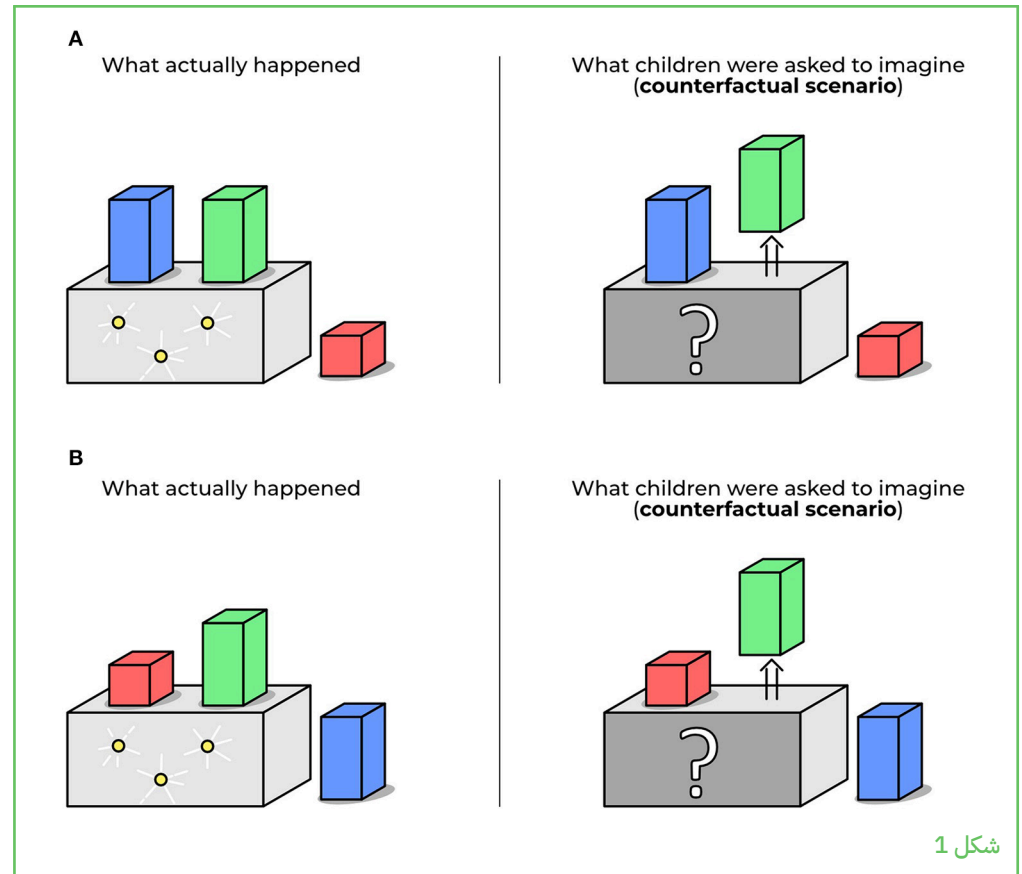 A
What actually happened
What children were asked to imagine
(counterfactual scenario)
?
B
What actually happened
What children were asked to imagine
(counterfactual scenario)
?
شكل 1